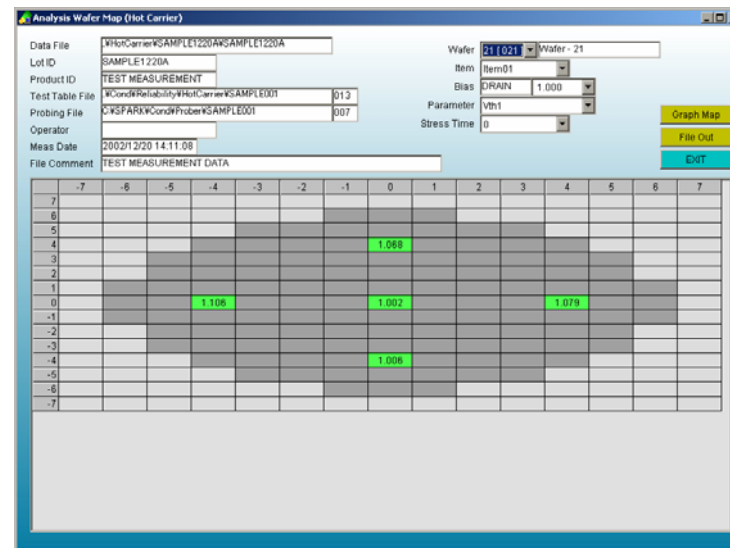 Analysis Wafer Map (Hot Carrier)
Data File .¥HotCarrier¥SAMPLE1220A¥SAMPLE1220A
Lot ID SAMPLE1220A
Product ID TEST MEASUREMENT
Test Table File .¥Cond¥Reliability¥HotCarrier¥SAMPLE001 013
Probing File C:¥SPARK¥Cond¥Prober¥SAMPLE001 007
Operator
Meas Date 2002/12/20 14:11:08
File Comment TEST MEASUREMENT DATA
Wafer 21 [ 021 ] Wafer - 21
Item Item01
Bias DRAIN 1.000
Parameter Vth1
Stress Time 0
Graph Map
File Out
EXIT
-7 -6 -5 -4 -3 -2 -1 0 1 2 3 4 5 6 7
7
6
5
4 1.068
3
2
1
0 1.106 1.002 1.079
-1
-2
-3
-4 1.006
-5
-6
-7